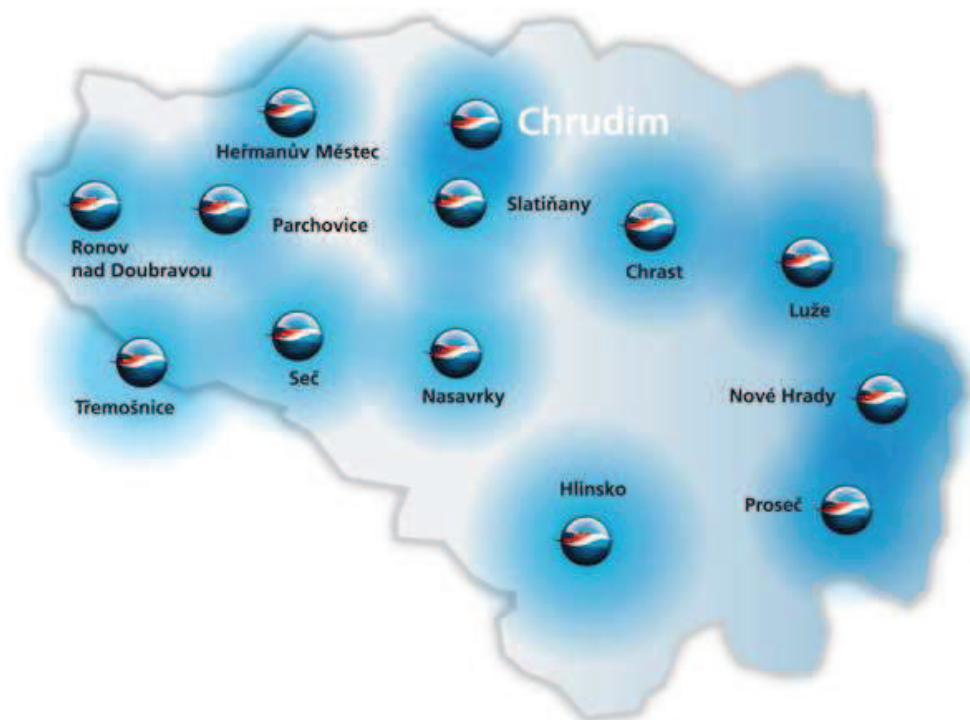 Chrudim
Heřmanův Městec
Slatiňany
Parchovice
Ronov
nad Doubravou
Chrast
Luže
Seč
Nasavrky
Nové Hrady
Třemošnice
Hlinsko
Proseč